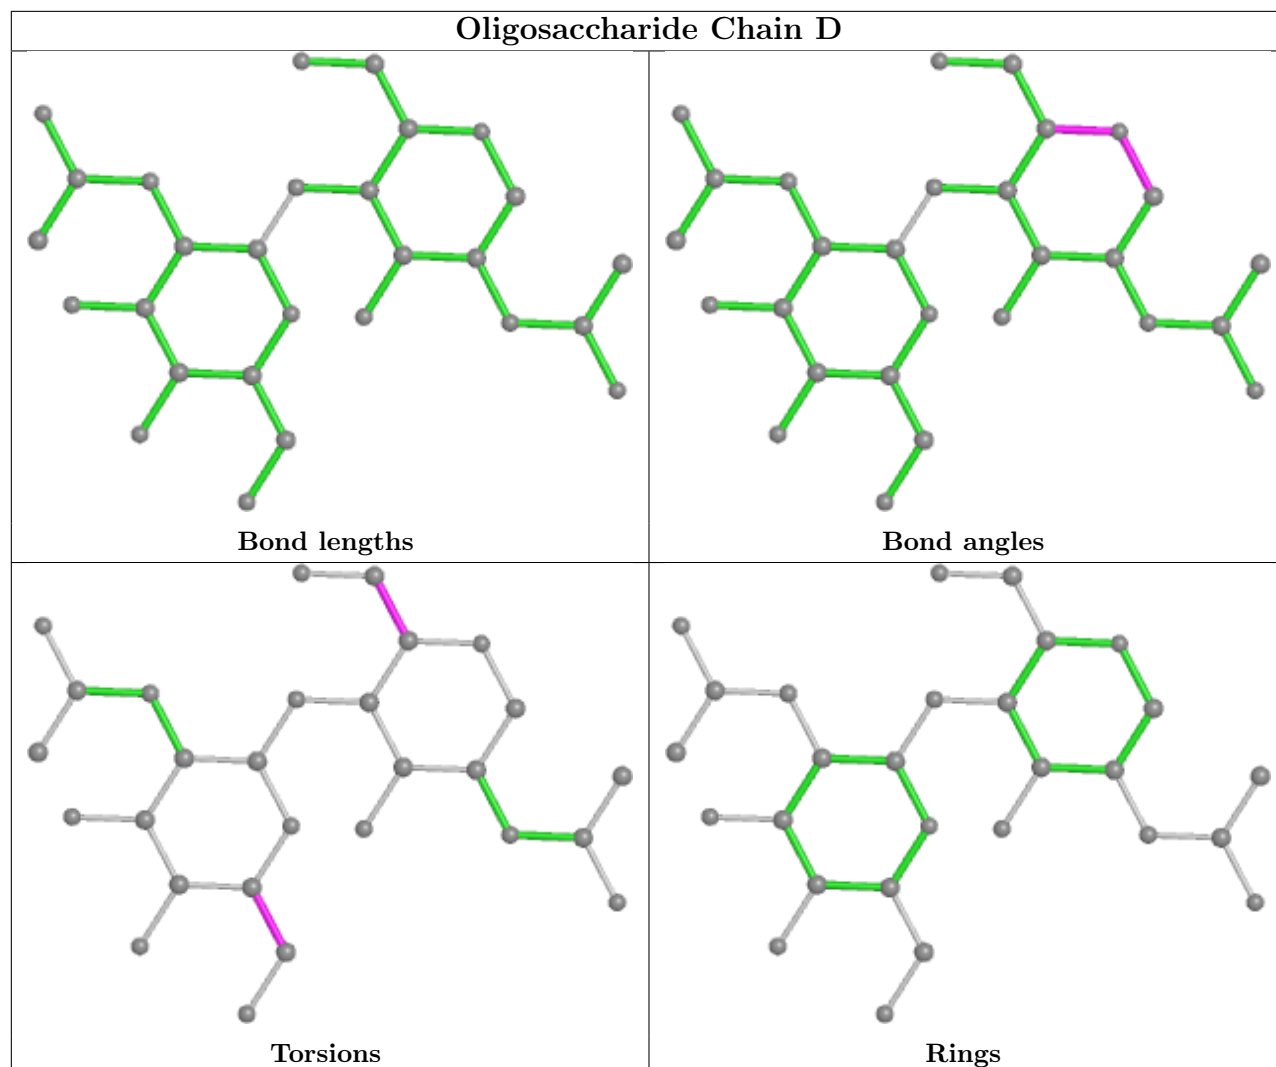 Oligosaccharide Chain D
Bond lengths
Bond angles
Torsions
Rings